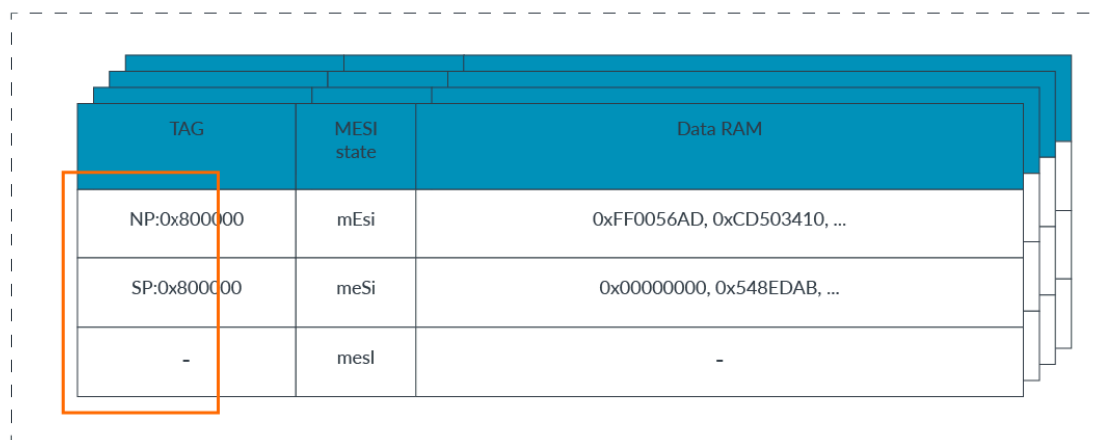 TAG
MESI
state
Data RAM
NP:0x800000
mEsi
0xFF0056AD, 0xCD503410, ...
SP:0x800000
meSi
0x00000000, 0x548EDAB, ...
-
mesI
-